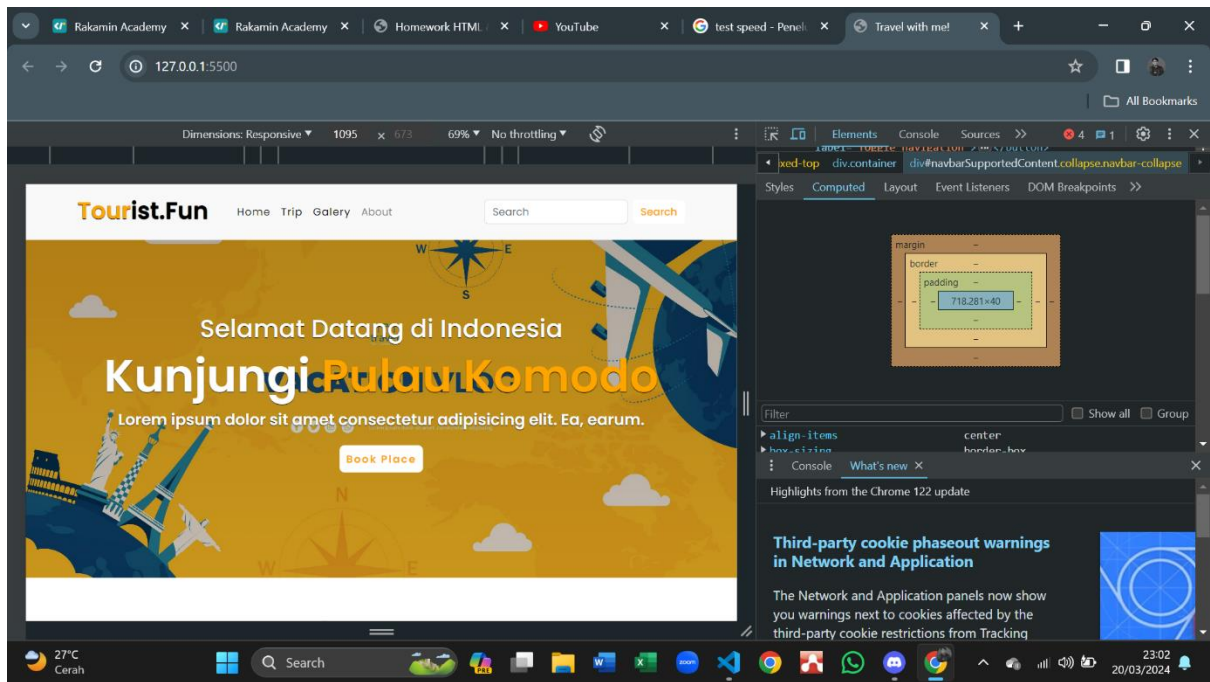 Rakamin Academy
Rakamin Academy
Homework HTML
YouTube
test speed - Penel
Travel with me!
127.0.0.1:5500
All Bookmarks
Dimensions: Responsive 1095 × 673 69% No throttling
Elements Console Sources
4 1
label="Toggle navigation"
xed-top div.container div#navbarSupportedContent.collapse.navbar-collapse
Styles Computed Layout Event Listeners DOM Breakpoints
margin -
border -
padding -
- - - 718.281×40 - - -
-
-
-
Filter
Show all Group
align-items center
box-sizing border-box
Console What's new
Highlights from the Chrome 122 update
Third-party cookie phaseout warnings
in Network and Application
The Network and Application panels now show
you warnings next to cookies affected by the
third-party cookie restrictions from Tracking
Tourist.Fun
Home Trip Galery About
Search
Search
W E
S
Selamat Datang di Indonesia
Kunjungi Pulau Komodo
Lorem ipsum dolor sit amet consectetur adipisicing elit. Ea, earum.
Book Place
N
W E
27°C
Cerah
Search
PRE
zoom
23:02
20/03/2024